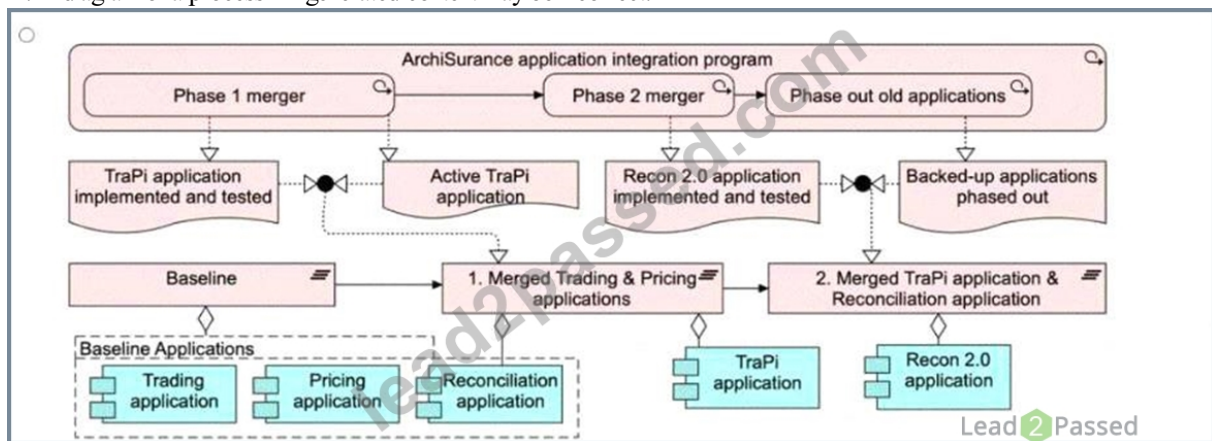 ArchiSurance application integration program
Phase 1 merger
Phase 2 merger
Phase out old applications
TraPi application
implemented and tested
Active TraPi
application
Recon 2.0 application
implemented and tested
Backed-up applications
phased out
Baseline
1. Merged Trading & Pricing
applications
2. Merged TraPi application &
Reconciliation application
Baseline Applications
Trading
application
Pricing
application
Reconciliation
application
TraPi
application
Recon 2.0
application
lead2passed.com
Lead2Passed